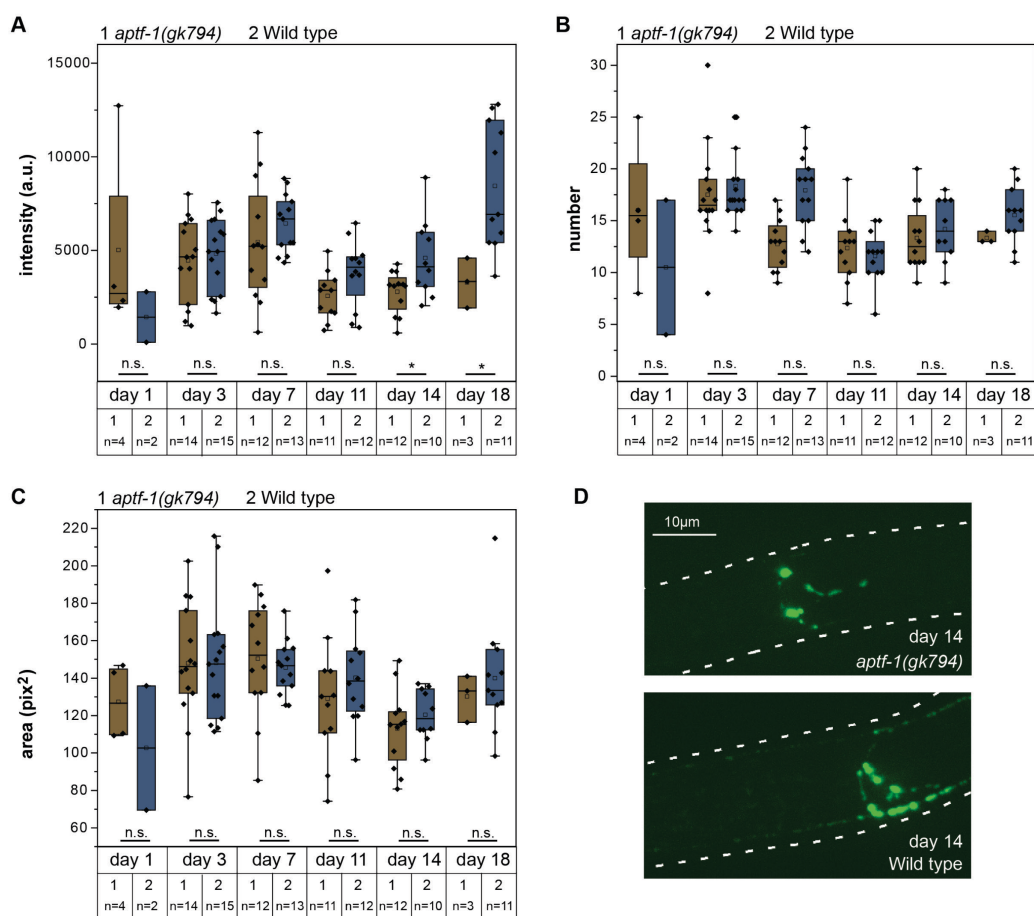 A
1 aptf-1(gk794) 2 Wild type
15000
10000
5000
0
intensity (a.u.)
n.s. n.s. n.s. n.s. * *
day 1 day 3 day 7 day 11 day 14 day 18
1 2 1 2 1 2 1 2 1 2 1 2
n=4 n=2 n=14 n=15 n=12 n=13 n=11 n=12 n=12 n=10 n=3 n=11
B
1 aptf-1(gk794) 2 Wild type
30
25
20
15
10
5
0
number
n.s. n.s. n.s. n.s. n.s. n.s.
day 1 day 3 day 7 day 11 day 14 day 18
1 2 1 2 1 2 1 2 1 2 1 2
n=4 n=2 n=14 n=15 n=12 n=13 n=11 n=12 n=12 n=10 n=3 n=11
C
1 aptf-1(gk794) 2 Wild type
220
200
180
160
140
120
100
80
60
area (pix²)
n.s. n.s. n.s. n.s. n.s. n.s.
day 1 day 3 day 7 day 11 day 14 day 18
1 2 1 2 1 2 1 2 1 2 1 2
n=4 n=2 n=14 n=15 n=12 n=13 n=11 n=12 n=12 n=10 n=3 n=11
D
10µm
day 14
aptf-1(gk794)
day 14
Wild type